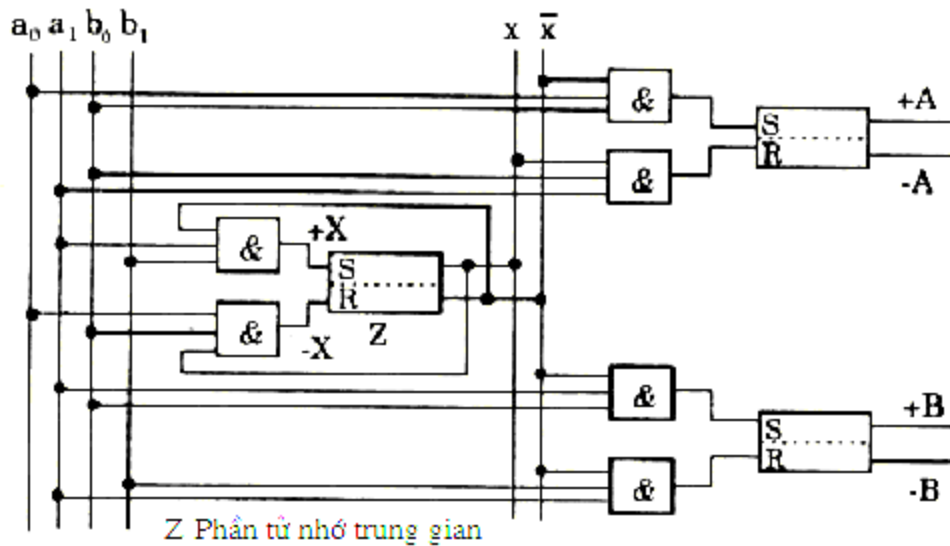 a₀ a₁ b₀ b₁ x x̅
&
+A
S
R
&
-A
&
+X
S
R
&
-X
Z
&
+B
S
R
&
-B
Z Phần tử nhớ trung gian